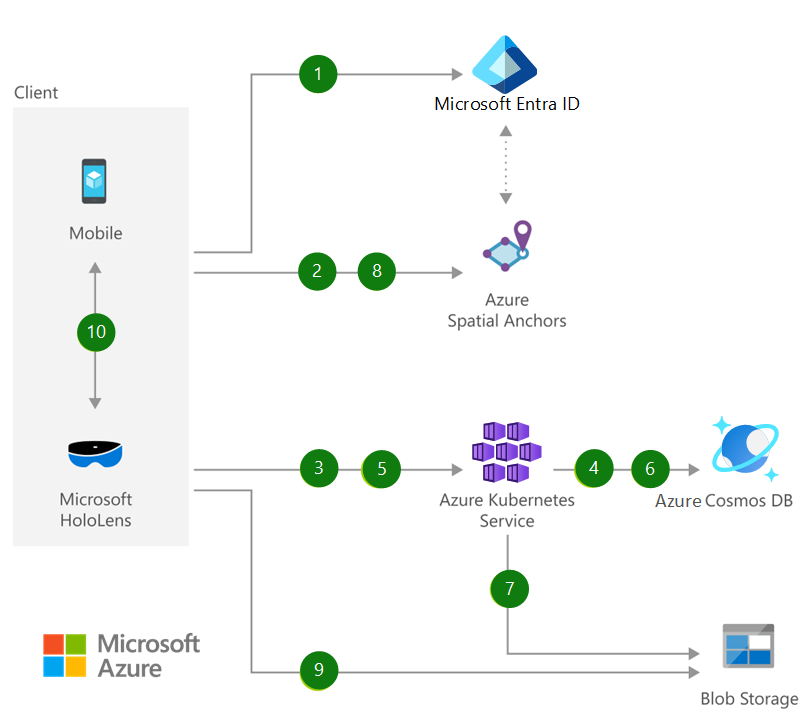 1
Microsoft Entra ID
Client
Mobile
2
8
Azure
Spatial Anchors
10
3
5
4
6
Microsoft
HoloLens
Azure Kubernetes
Service
Azure Cosmos DB
7
Microsoft
Azure
9
Blob Storage